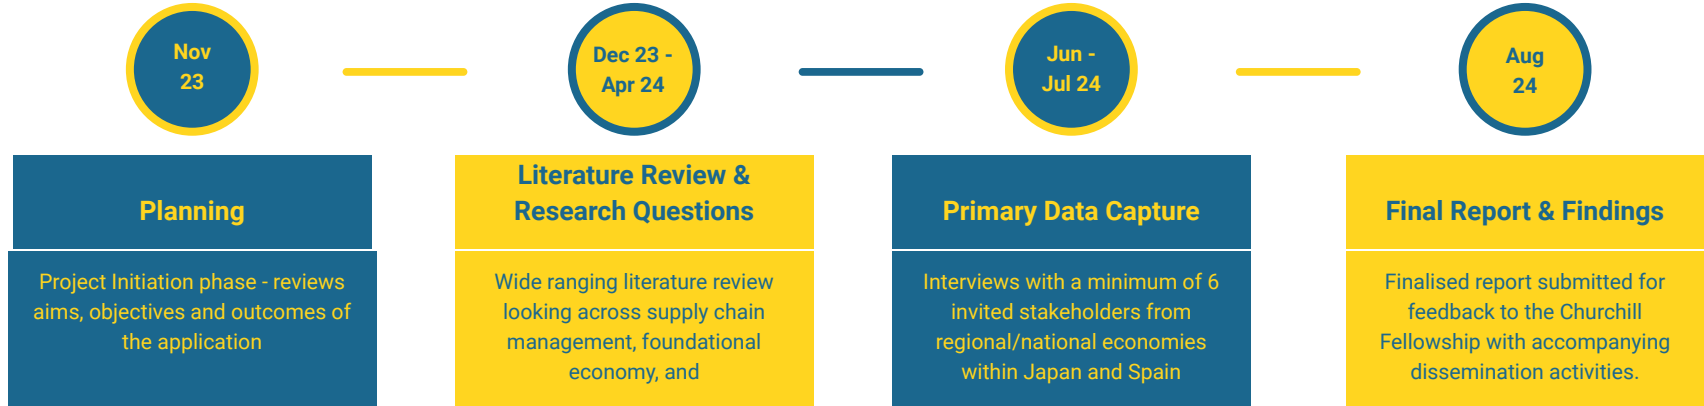 Nov
23
Dec 23 -
Apr 24
Jun -
Jul 24
Aug
24
Planning
Project Initiation phase - reviews
aims, objectives and outcomes of
the application
Literature Review &
Research Questions
Wide ranging literature review
looking across supply chain
management, foundational
economy, and
Primary Data Capture
Interviews with a minimum of 6
invited stakeholders from
regional/national economies
within Japan and Spain
Final Report & Findings
Finalised report submitted for
feedback to the Churchill
Fellowship with accompanying
dissemination activities.